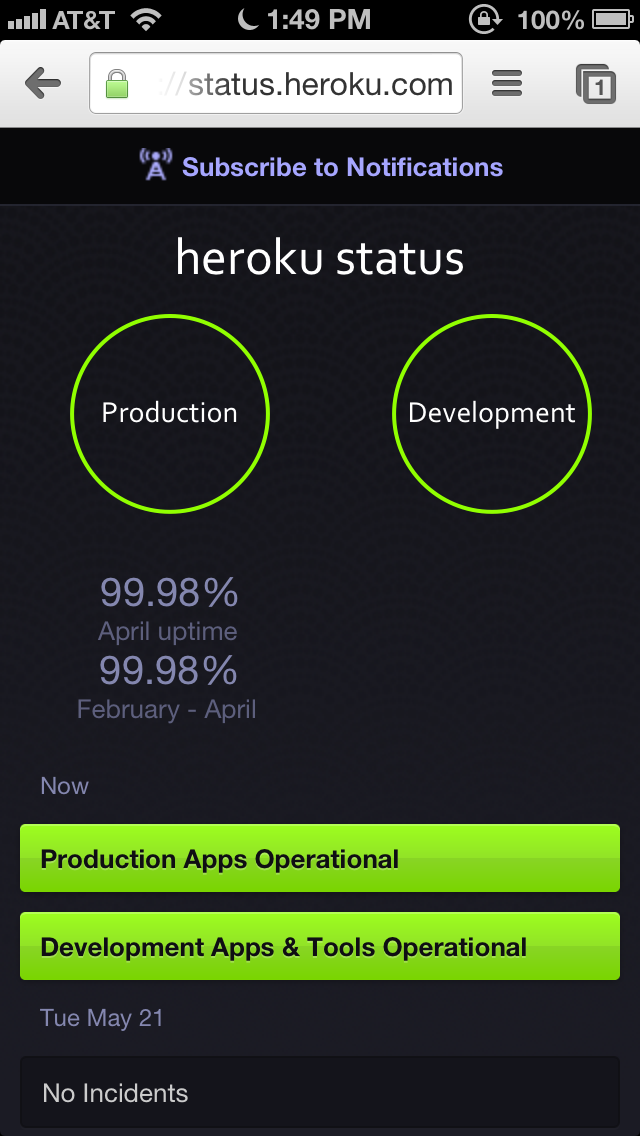 AT&T 1:49 PM 100%
://status.heroku.com 1
Subscribe to Notifications
heroku status
Production Development
99.98%
April uptime
99.98%
February - April
Now
Production Apps Operational
Development Apps & Tools Operational
Tue May 21
No Incidents